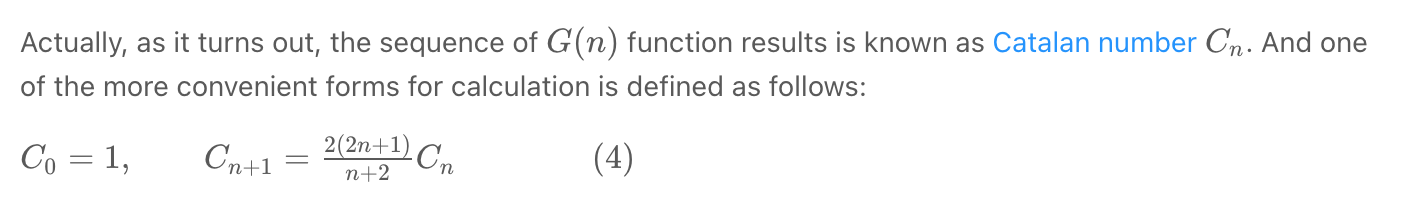 Actually, as it turns out, the sequence of G(n) function results is known as Catalan number Cₙ. And one
of the more convenient forms for calculation is defined as follows:
C₀ = 1, Cₙ₊₁ = 2(2n+1)/n+2 Cₙ (4)